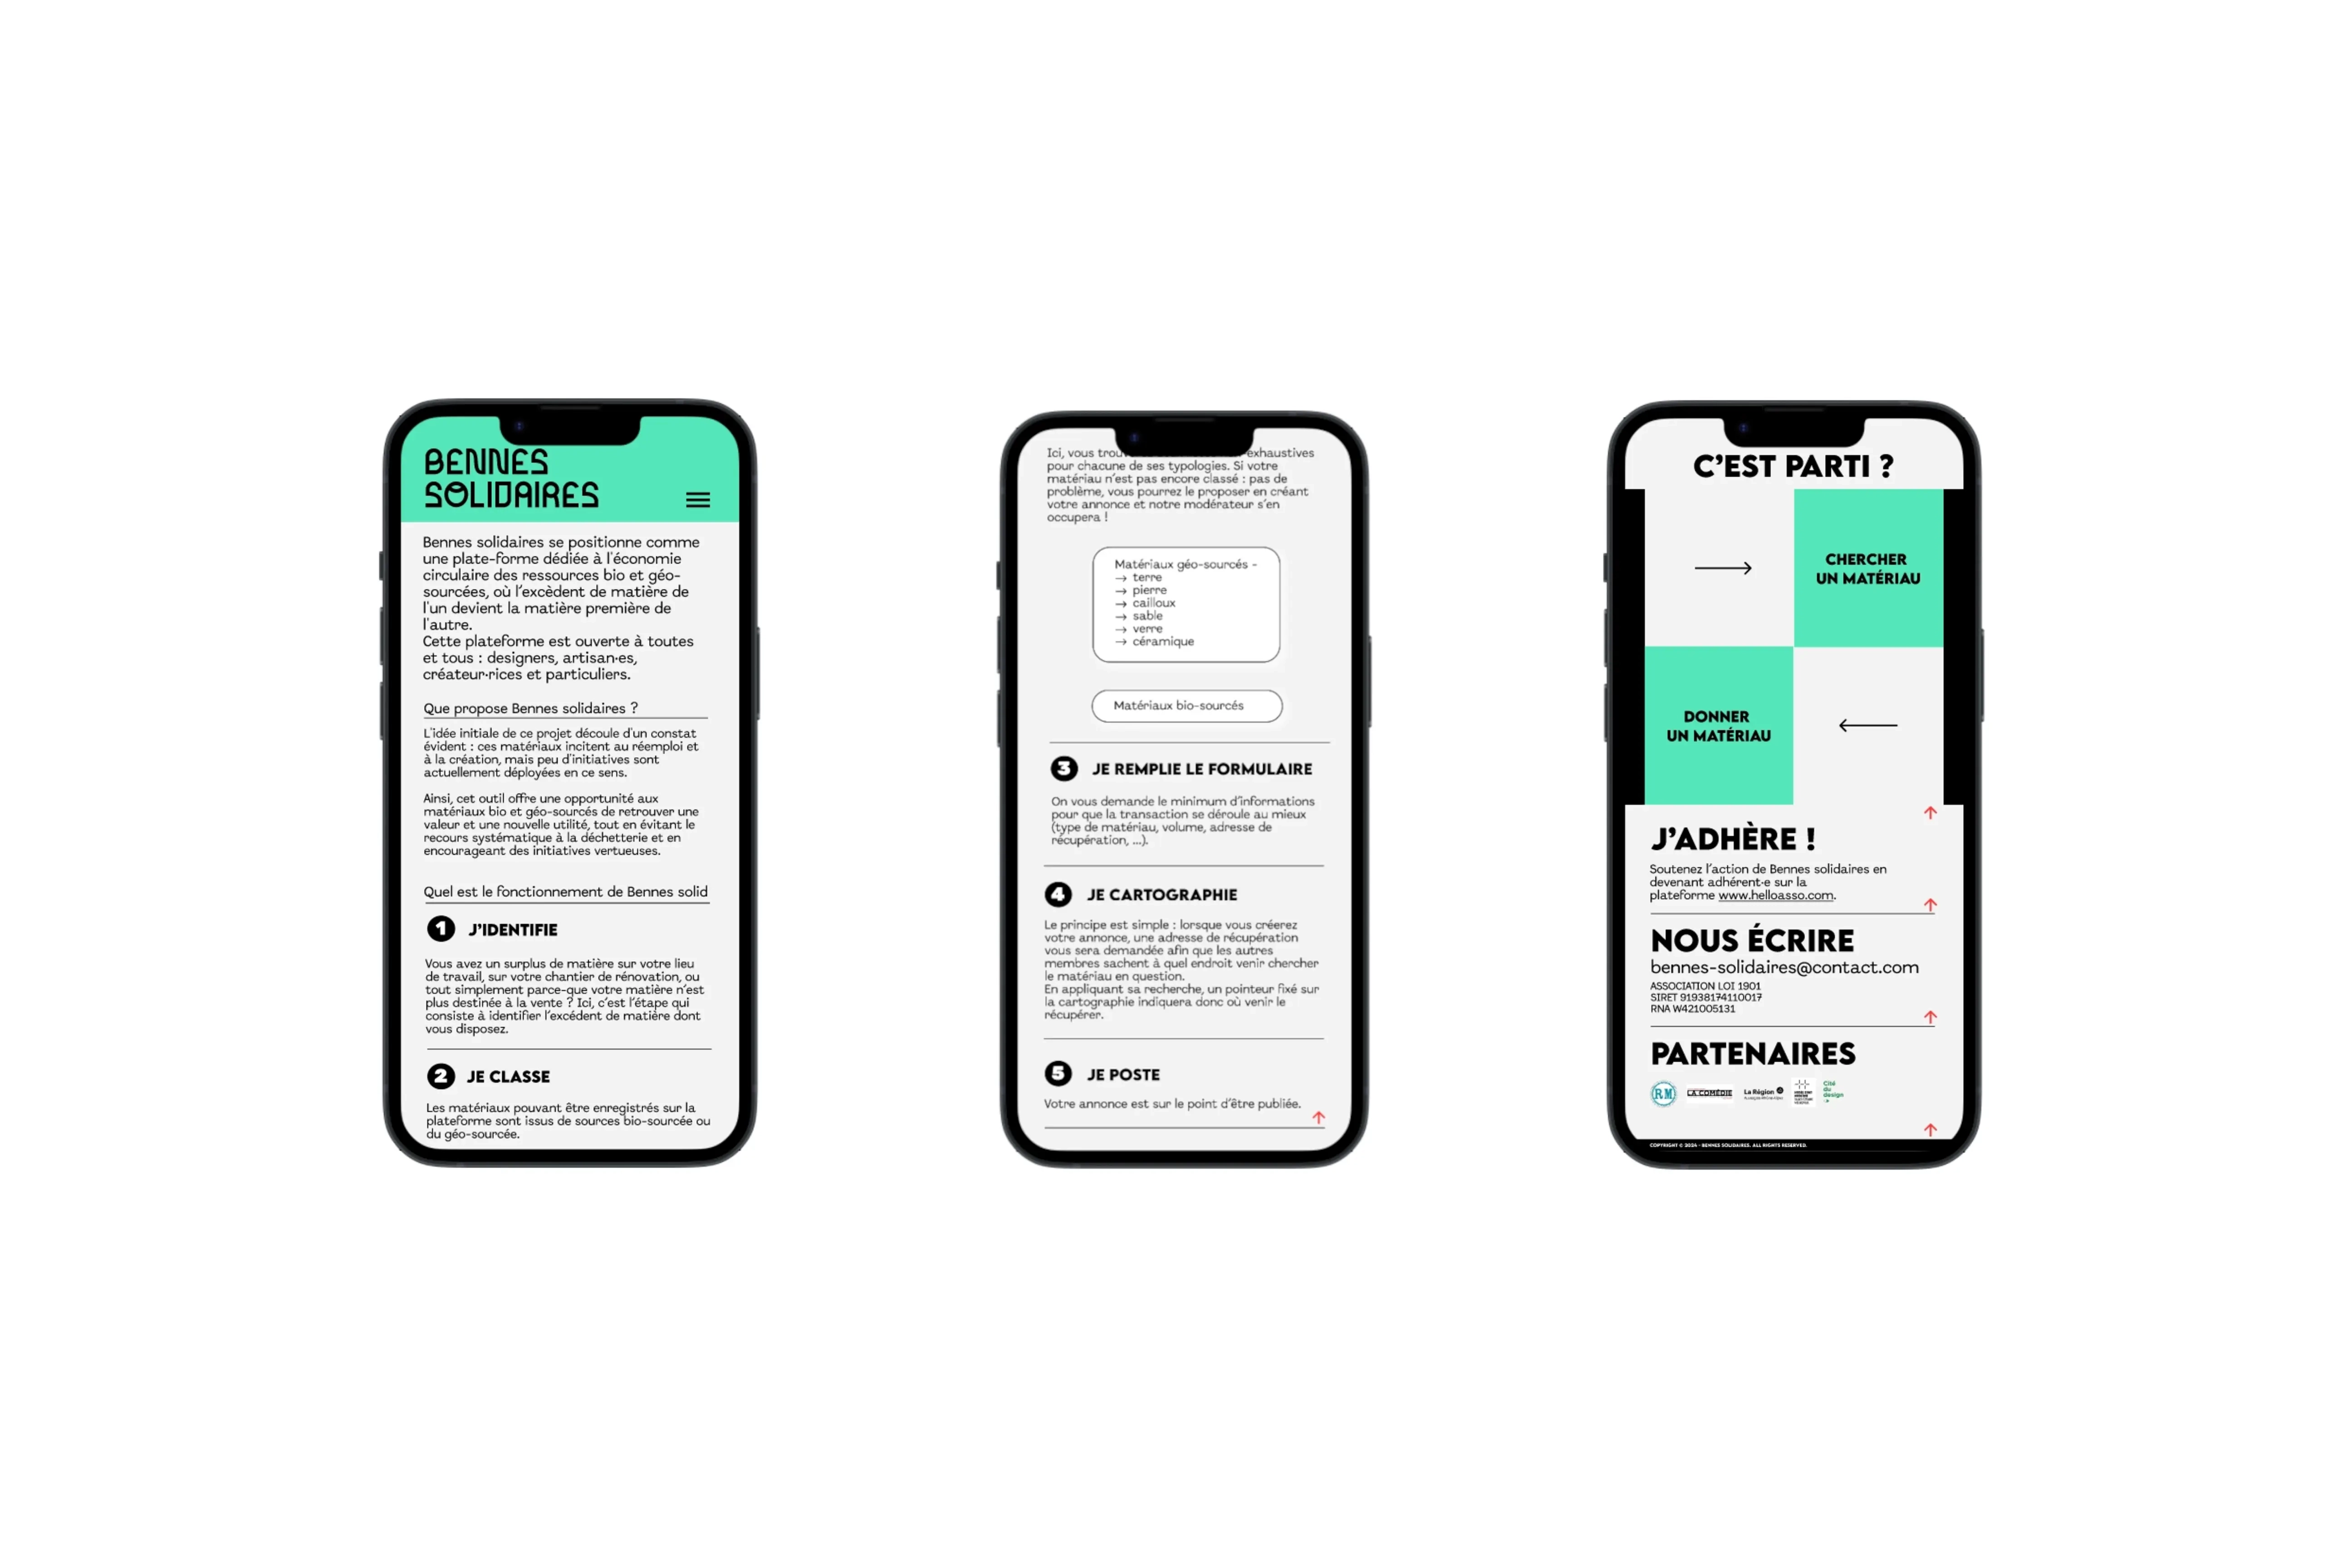 BENNES
SOLIDAIRES
Bennes solidaires se positionne comme
une plate-forme dédiée à l'économie
circulaire des ressources bio et géo-
sourcées, où l'excèdent de matière de
l'un devient la matière première de
l'autre.
Cette plateforme est ouverte à toutes
et tous : designers, artisan·es,
créateur·rices et particuliers.
Que propose Bennes solidaires ?
L'idée initiale de ce projet découle d'un constat
évident : ces matériaux incitent au réemploi et
à la création, mais peu d'initiatives sont
actuellement déployées en ce sens.
Ainsi, cet outil offre une opportunité aux
matériaux bio et géo-sourcés de retrouver une
valeur et une nouvelle utilité, tout en évitant le
recours systématique à la déchetterie et en
encourageant des initiatives vertueuses.
Quel est le fonctionnement de Bennes solid
1 J'IDENTIFIE
Vous avez un surplus de matière sur votre lieu
de travail, sur votre chantier de rénovation, ou
tout simplement parce-que votre matière n'est
plus destinée à la vente ? Ici, c'est l'étape qui
consiste à identifier l'excédent de matière dont
vous disposez.
2 JE CLASSE
Les matériaux pouvant être enregistrés sur la
plateforme sont issus de sources bio-sourcée ou
du géo-sourcée.
Ici, vous exhaustives
pour chacune de ses typologies. Si votre
matériau n'est pas encore classé : pas de
problème, vous pourrez le proposer en créant
votre annonce et notre modérateur s'en
occupera !
Matériaux géo-sourcés -
→ terre
→ pierre
→ cailloux
→ sable
→ verre
→ céramique
Matériaux bio-sourcés
3 JE REMPLIE LE FORMULAIRE
On vous demande le minimum d'informations
pour que la transaction se déroule au mieux
(type de matériau, volume, adresse de
récupération, ...).
4 JE CARTOGRAPHIE
Le principe est simple : lorsque vous créerez
votre annonce, une adresse de récupération
vous sera demandée afin que les autres
membres sachent à quel endroit venir chercher
le matériau en question.
En appliquant sa recherche, un pointeur fixé sur
la cartographie indiquera donc où venir le
récupérer.
5 JE POSTE
Votre annonce est sur le point d'être publiée.
C'EST PARTI ?
→ CHERCHER
UN MATÉRIAU
DONNER
UN MATÉRIAU ←
J'ADHÈRE !
Soutenez l'action de Bennes solidaires en
devenant adhérent·e sur la
plateforme www.helloasso.com.
NOUS ÉCRIRE
bennes-solidaires@contact.com
ASSOCIATION LOI 1901
SIRET 91938174110017
RNA W421005131
PARTENAIRES
RM
LA COMÉDIE
La Région
Cité
du
design
COPYRIGHT © 2024 - BENNES SOLIDAIRES. ALL RIGHTS RESERVED.